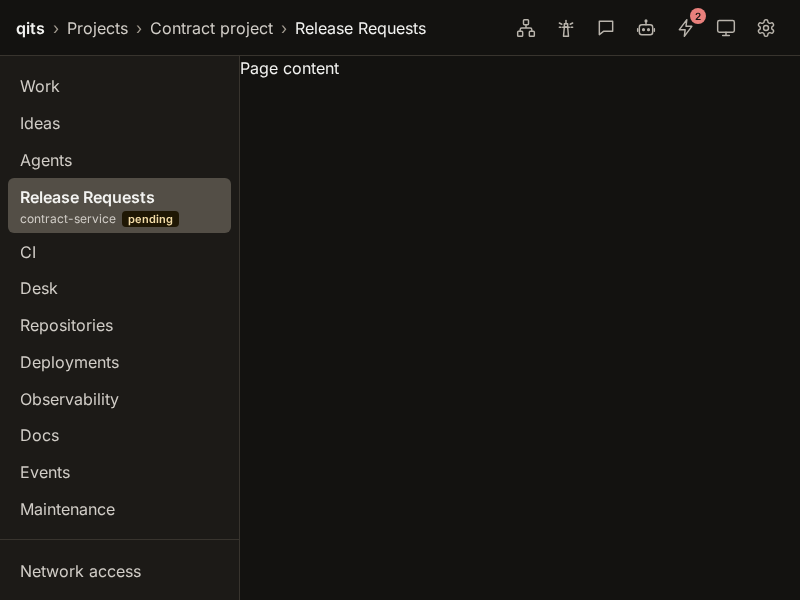 qits › Projects › Contract project › Release Requests
2
Work
Ideas
Agents
Release Requests
contract-service pending
CI
Desk
Repositories
Deployments
Observability
Docs
Events
Maintenance
Network access
Page content